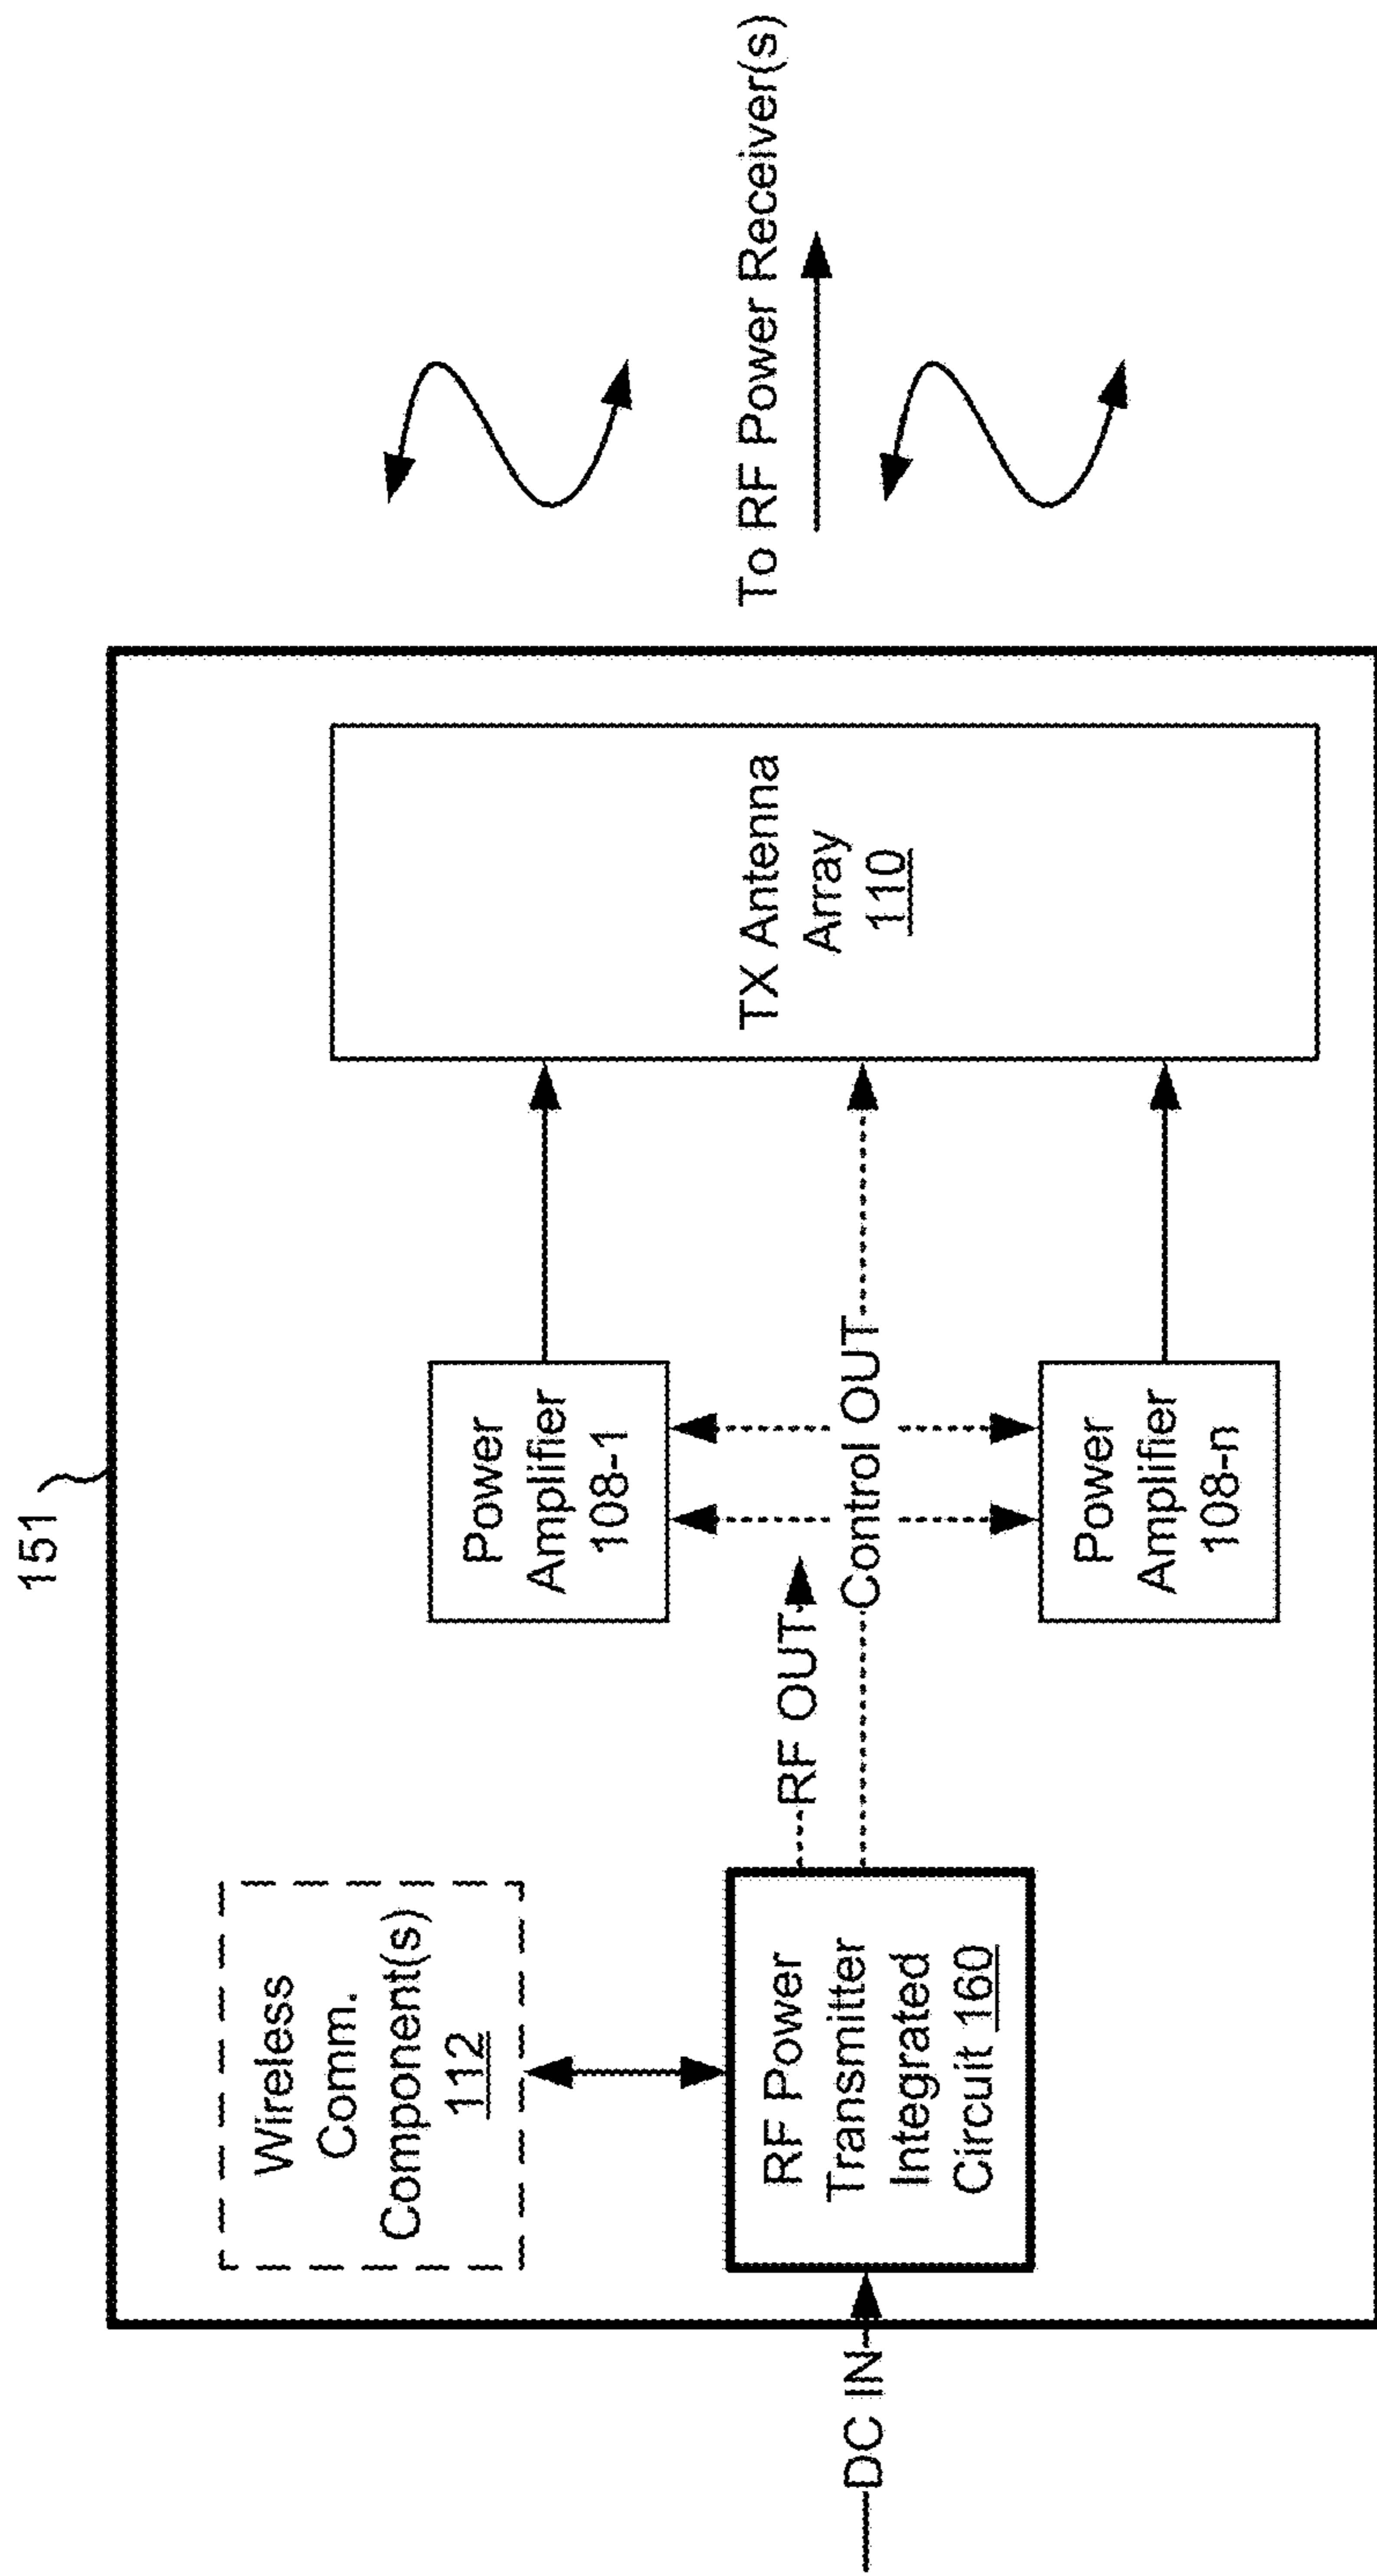 151
Wireless
Comm.
Component(s)
112
DC IN
RF Power
Transmitter
Integrated
Circuit 160
RF OUT
Control OUT
Power
Amplifier
108-1
Power
Amplifier
108-n
TX Antenna
Array
110
To RF Power Receiver(s)